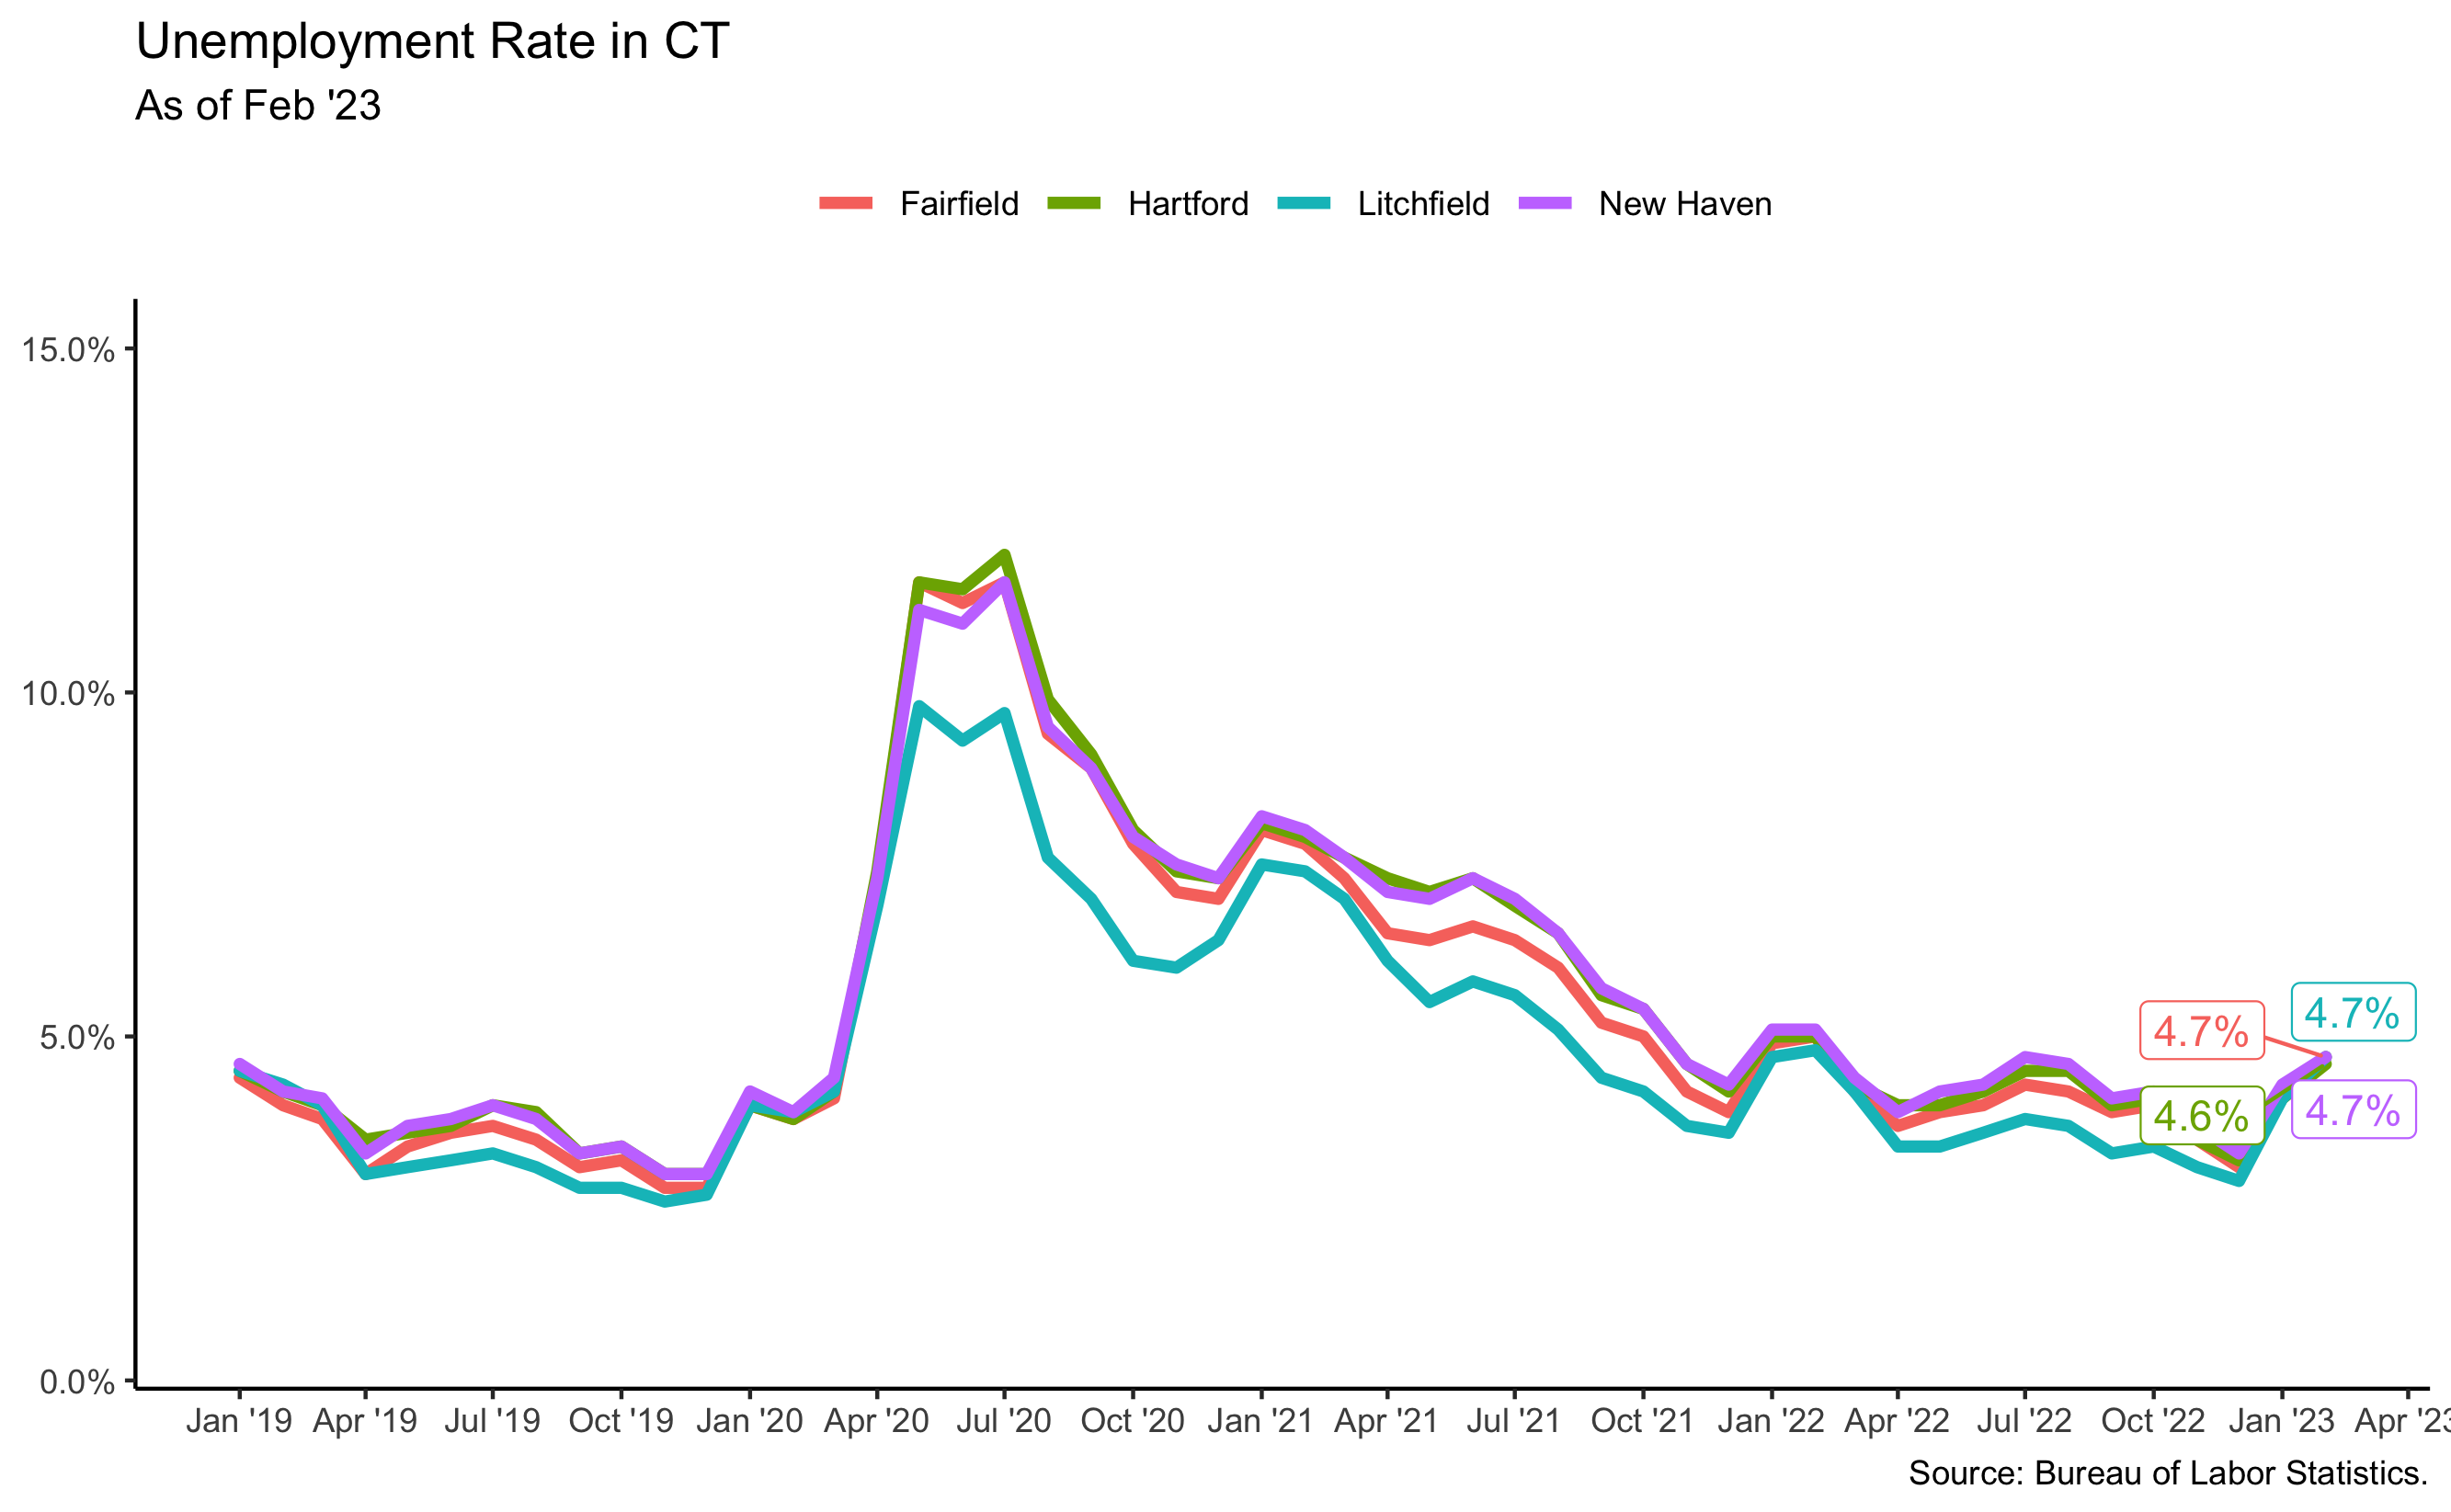 Unemployment Rate in CT
As of Feb '23
Fairfield Hartford Litchfield New Haven
15.0%
10.0%
5.0%
0.0%
4.7%
4.7%
4.6%
4.7%
Jan '19 Apr '19 Jul '19 Oct '19 Jan '20 Apr '20 Jul '20 Oct '20 Jan '21 Apr '21 Jul '21 Oct '21 Jan '22 Apr '22 Jul '22 Oct '22 Jan '23 Apr '23
Source: Bureau of Labor Statistics.